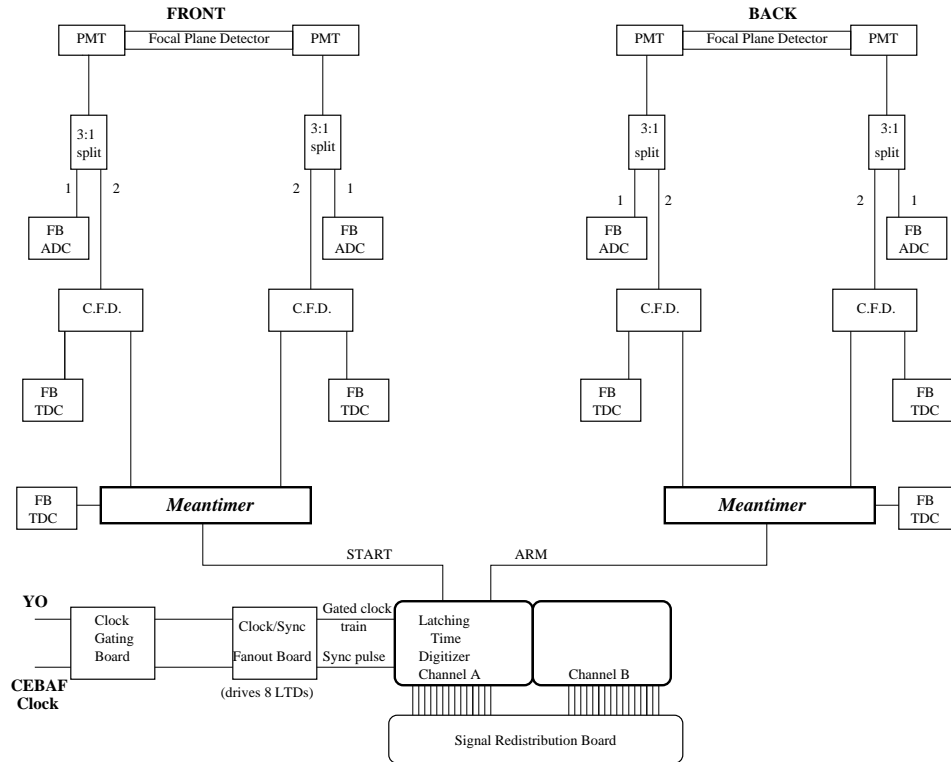 FRONT
BACK
PMT
Focal Plane Detector
PMT
PMT
Focal Plane Detector
PMT
3:1
split
3:1
split
3:1
split
3:1
split
1
2
2
1
1
2
2
1
FB
ADC
FB
ADC
FB
ADC
FB
ADC
C.F.D.
C.F.D.
C.F.D.
C.F.D.
FB
TDC
FB
TDC
FB
TDC
FB
TDC
FB
TDC
Meantimer
Meantimer
FB
TDC
START
ARM
YO
CEBAF
Clock
Clock
Gating
Board
Clock/Sync
Fanout Board
(drives 8 LTDs)
Gated clock
train
Sync pulse
Latching
Time
Digitizer
Channel A
Channel B
Signal Redistribution Board